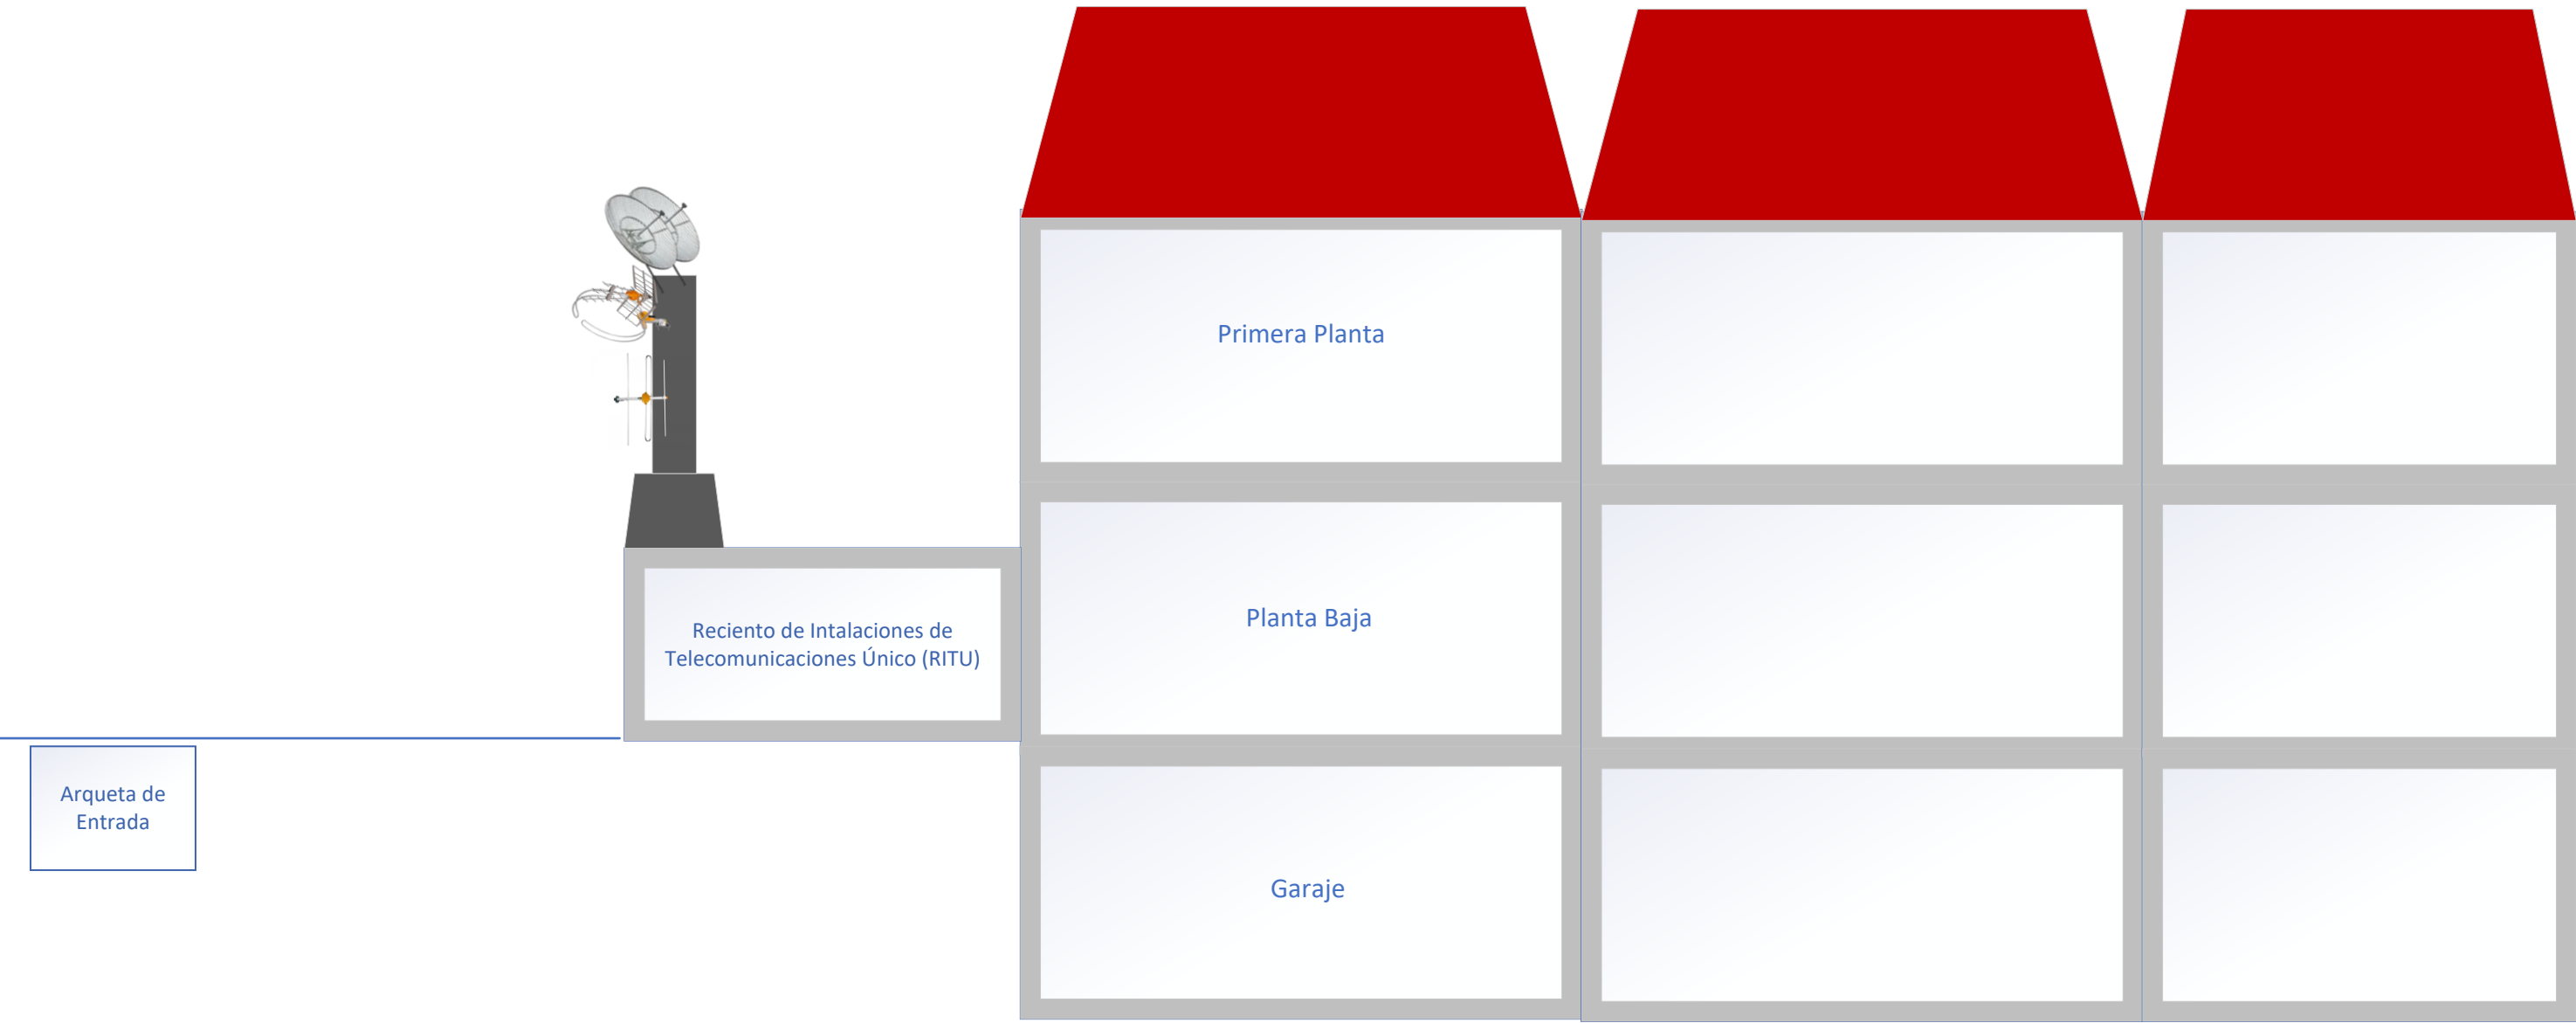 Primera Planta
Reciento de Intalaciones de
Telecomunicaciones Único (RITU)
Planta Baja
Arqueta de
Entrada
Garaje